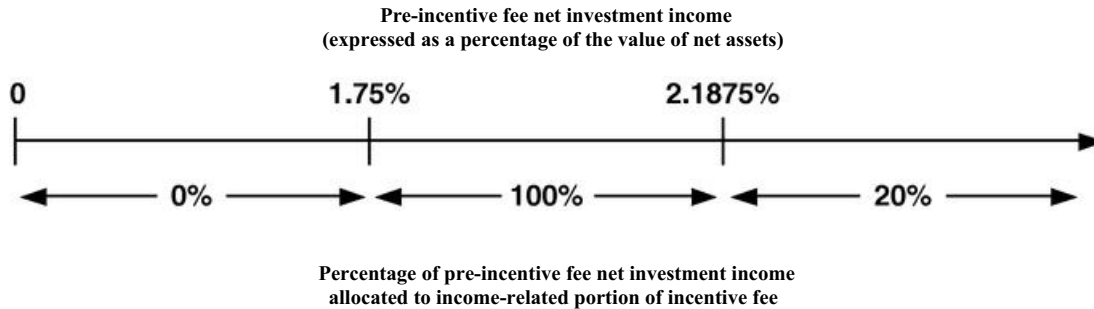 Pre-incentive fee net investment income
(expressed as a percentage of the value of net assets)
0 1.75% 2.1875%
0% 100% 20%
Percentage of pre-incentive fee net investment income
allocated to income-related portion of incentive fee